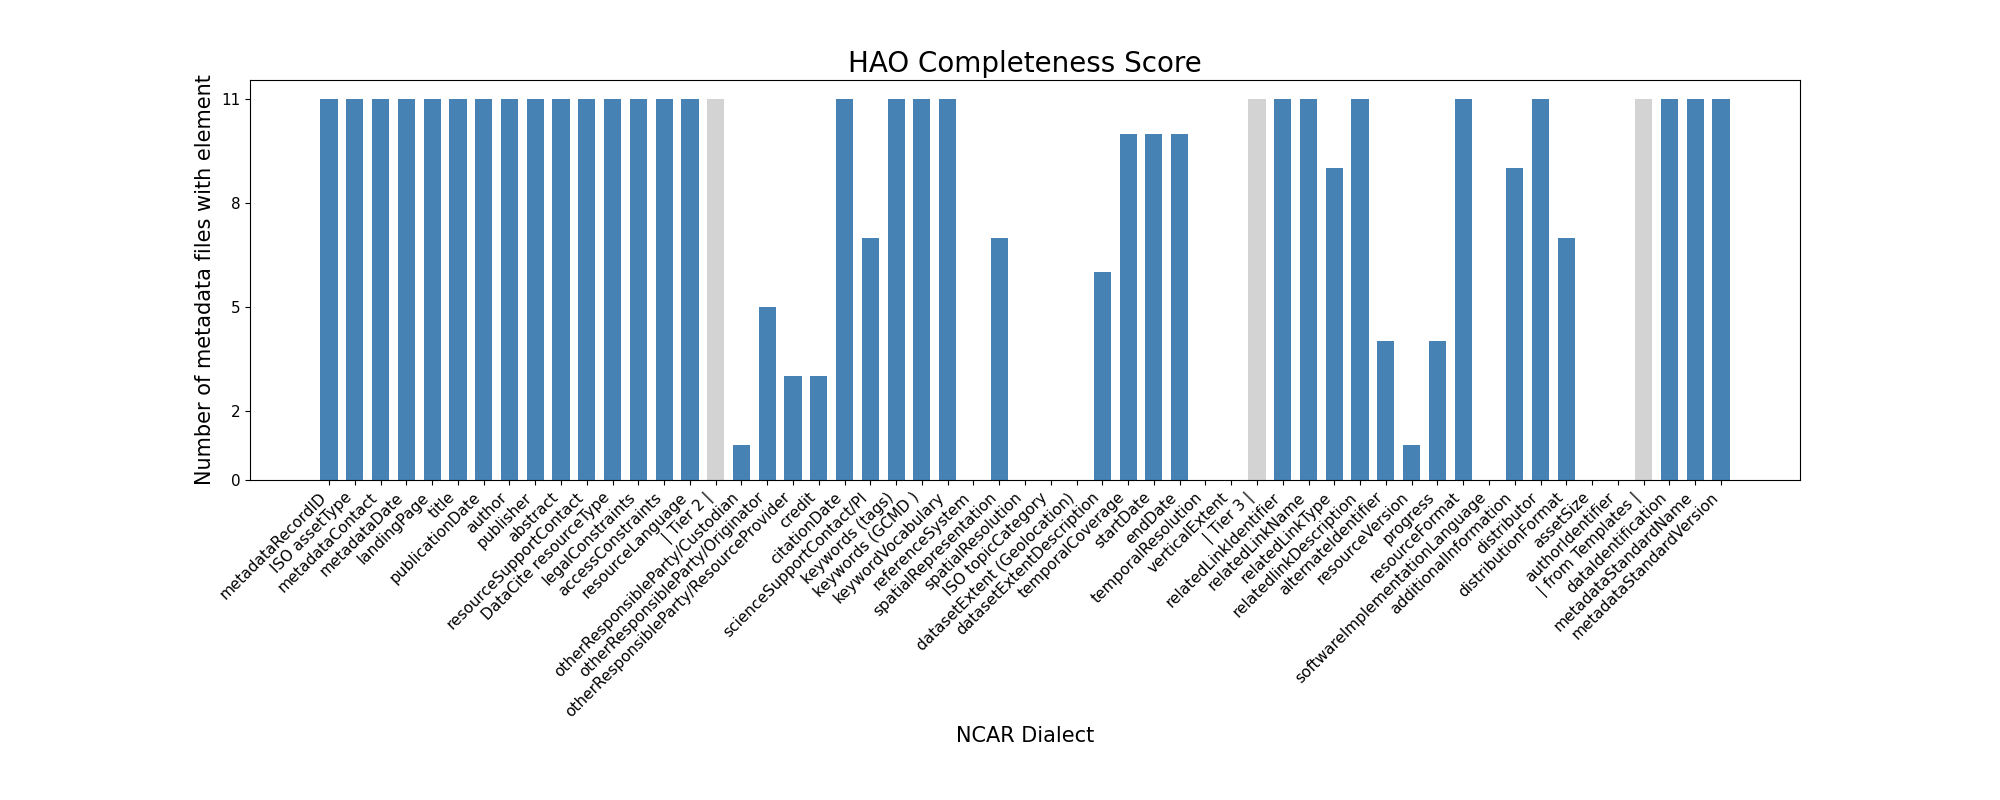 HAO Completeness Score
Number of metadata files with element
11
8
5
2
0
metadataRecordID
ISO assetType
metadataContact
metadataDate
landingPage
title
publicationDate
author
publisher
abstract
resourceSupportContact
DataCite resourceType
legalConstraints
accessConstraints
resourceLanguage
| Tier 2 |
otherResponsibleParty/Custodian
otherResponsibleParty/Originator
otherResponsibleParty/ResourceProvider
credit
citationDate
scienceSupportContact/PI
keywords (tags)
keywords (GCMD )
keywordVocabulary
referenceSystem
spatialRepresentation
spatialResolution
ISO topicCategory
datasetExtent (Geolocation)
datasetExtentDescription
temporalCoverage
startDate
endDate
temporalResolution
verticalExtent
| Tier 3 |
relatedLinkIdentifier
relatedLinkName
relatedLinkType
relatedlinkDescription
alternateIdentifier
resourceVersion
progress
resourceFormat
softwareImplementationLanguage
additionalInformation
distributor
distributionFormat
assetSize
authorIdentifier
| from Templates |
dataIdentification
metadataStandardName
metadataStandardVersion
NCAR Dialect